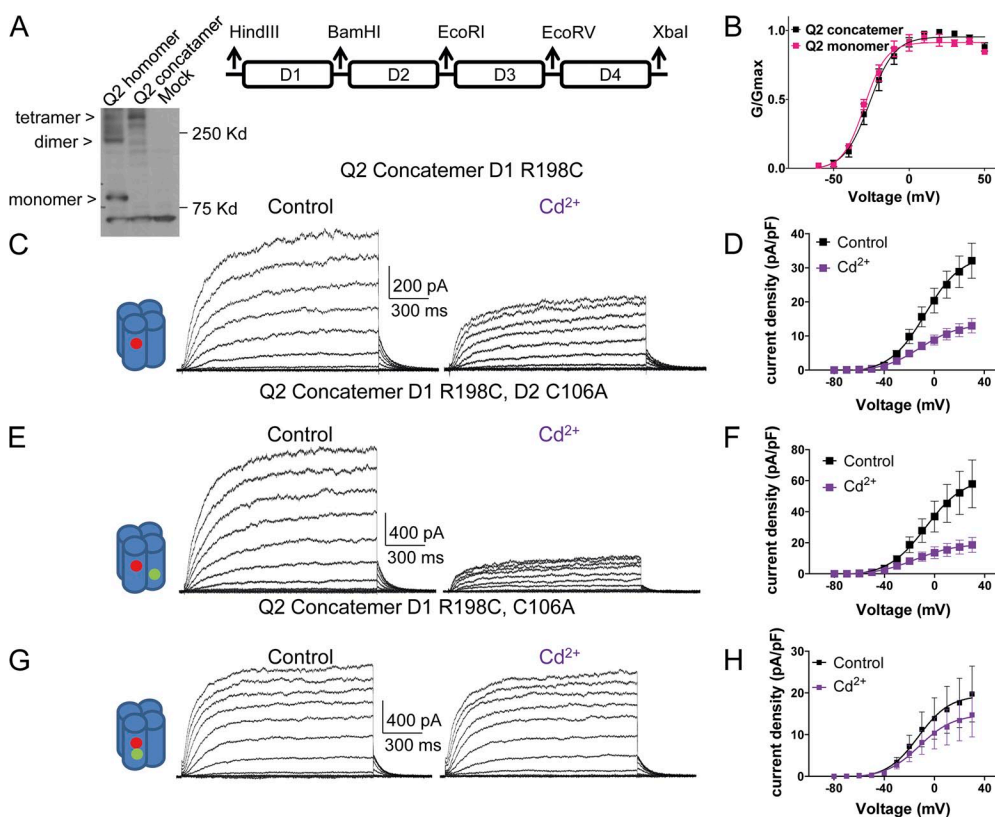 A
Q2 homomer
Q2 concatamer
Mock
tetramer >
dimer >
monomer >
250 Kd
75 Kd
HindIII BamHI EcoRI EcoRV XbaI
D1 D2 D3 D4
B
Q2 concatemer
Q2 monomer
G/Gmax
1.0
0.5
0.0
-50 0 50
Voltage (mV)
Q2 Concatemer D1 R198C
C
Control Cd2+
200 pA
300 ms
D
Control
Cd2+
current density (pA/pF)
40
30
20
10
0
-80 -40 0 40
Voltage (mV)
Q2 Concatemer D1 R198C, D2 C106A
E
Control Cd2+
400 pA
300 ms
F
Control
Cd2+
current density (pA/pF)
80
60
40
20
0
-80 -40 0 40
Voltage (mV)
Q2 Concatemer D1 R198C, C106A
G
Control Cd2+
400 pA
300 ms
H
Control
Cd2+
current density (pA/pF)
30
20
10
0
-80 -40 0 40
Voltage (mV)